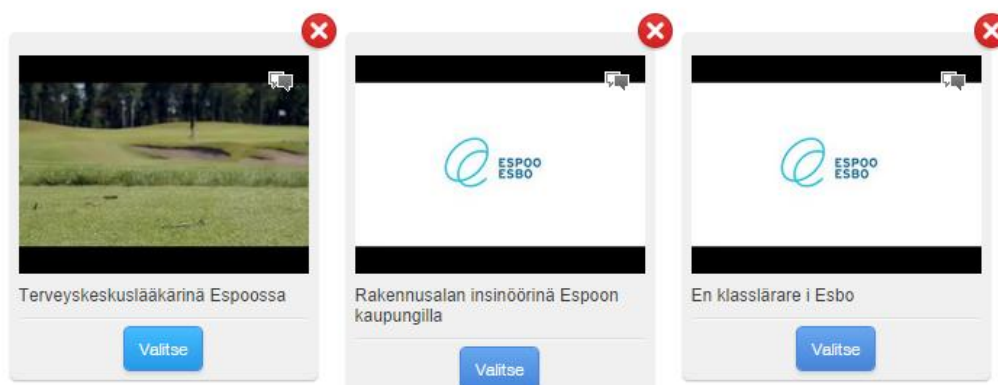 ESPOO
ESBO
ESPOO
ESBO
Terveyskeskuslääkärinä Espoossa
Valitse
Rakennusalan insinöörinä Espoon
kaupungilla
Valitse
En klasslärare i Esbo
Valitse